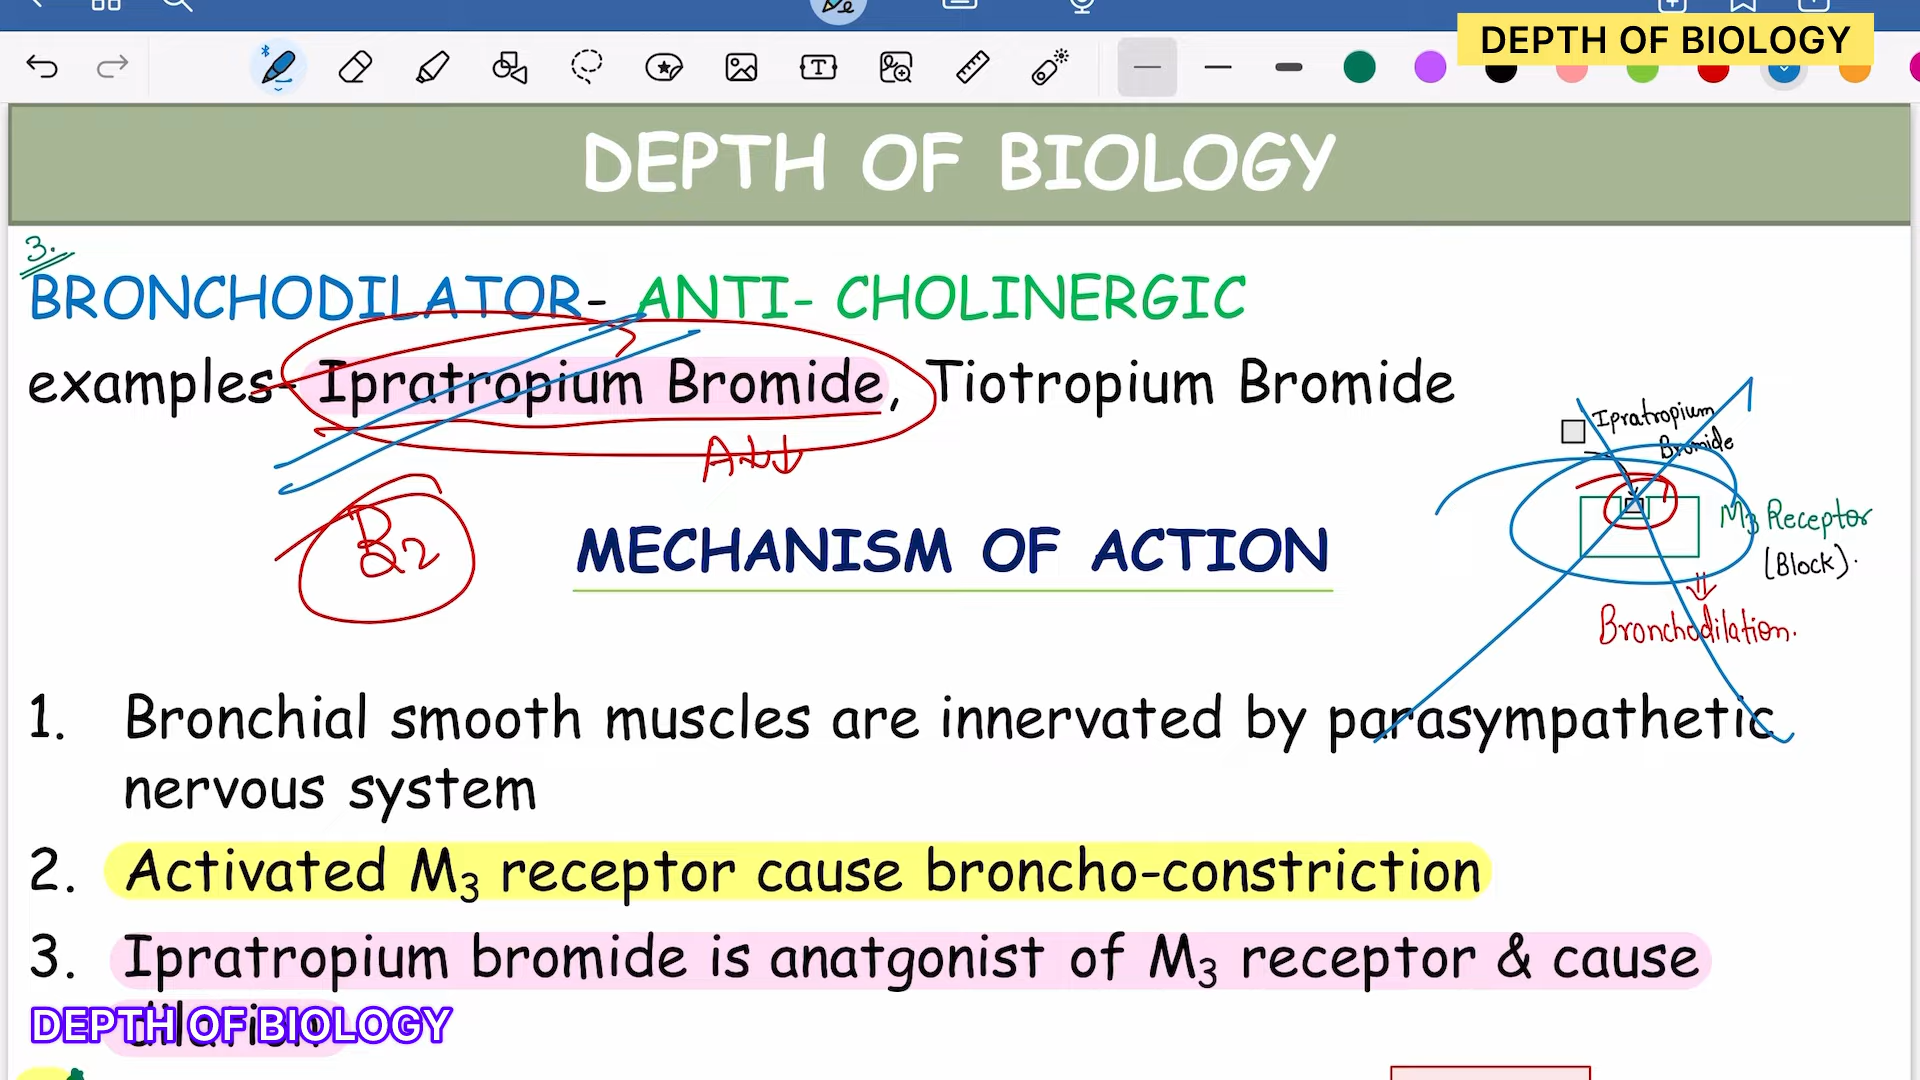 DEPTH OF BIOLOGY
DEPTH OF BIOLOGY
3.
BRONCHODILATOR- ANTI- CHOLINERGIC
examples- Ipratropium Bromide, Tiotropium Bromide
Ipratropium
Bromide
M3 Receptor
(Block).
Bronchodilation.
MECHANISM OF ACTION
1. Bronchial smooth muscles are innervated by parasympathetic
nervous system
2. Activated M3 receptor cause broncho-constriction
3. Ipratropium bromide is anatgonist of M3 receptor & cause
dilation
DEPTH OF BIOLOGY